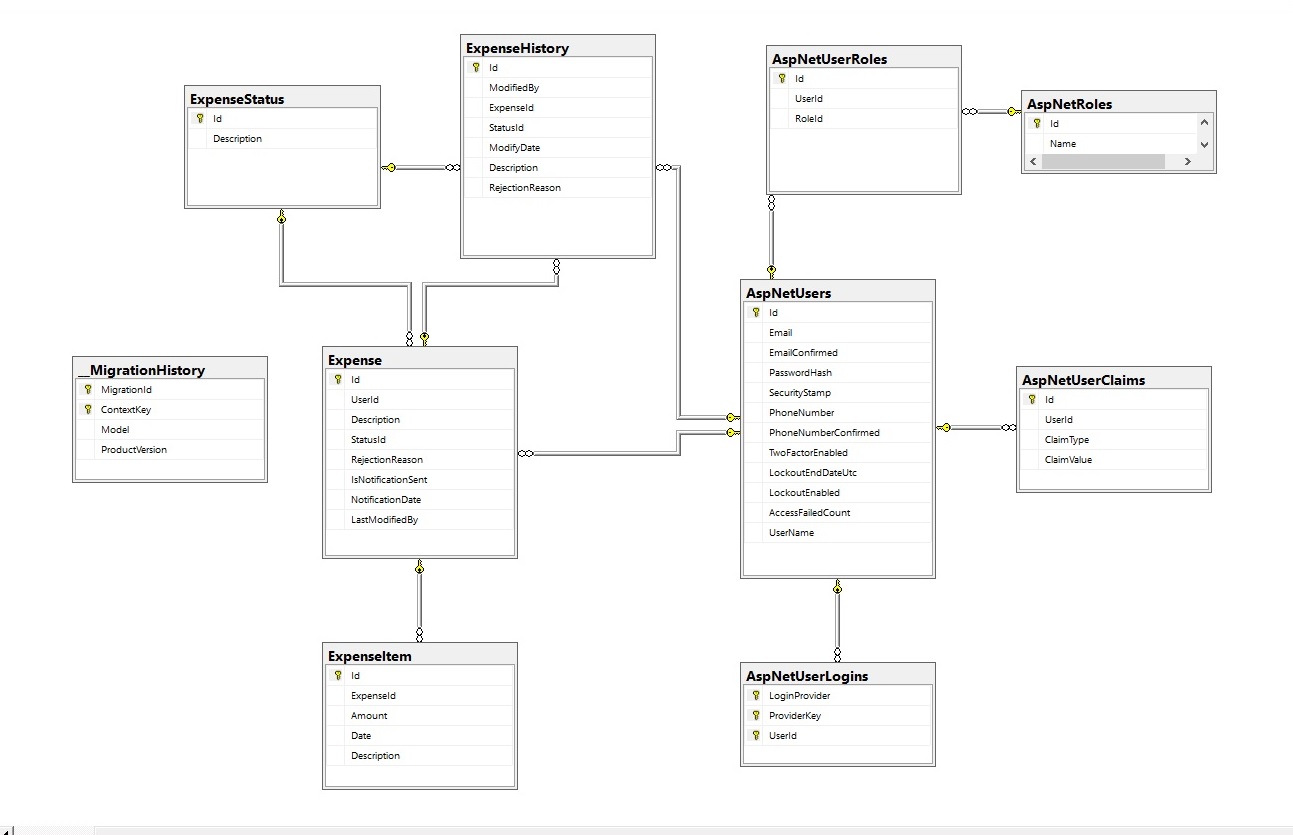 ExpenseStatus
Id
Description
ExpenseHistory
Id
ModifiedBy
ExpenseId
StatusId
ModifyDate
Description
RejectionReason
AspNetUserRoles
Id
UserId
RoleId
AspNetRoles
Id
Name
__MigrationHistory
MigrationId
ContextKey
Model
ProductVersion
Expense
Id
UserId
Description
StatusId
RejectionReason
IsNotificationSent
NotificationDate
LastModifiedBy
AspNetUsers
Id
Email
EmailConfirmed
PasswordHash
SecurityStamp
PhoneNumber
PhoneNumberConfirmed
TwoFactorEnabled
LockoutEndDateUtc
LockoutEnabled
AccessFailedCount
UserName
AspNetUserClaims
Id
UserId
ClaimType
ClaimValue
ExpenseItem
Id
ExpenseId
Amount
Date
Description
AspNetUserLogins
LoginProvider
ProviderKey
UserId